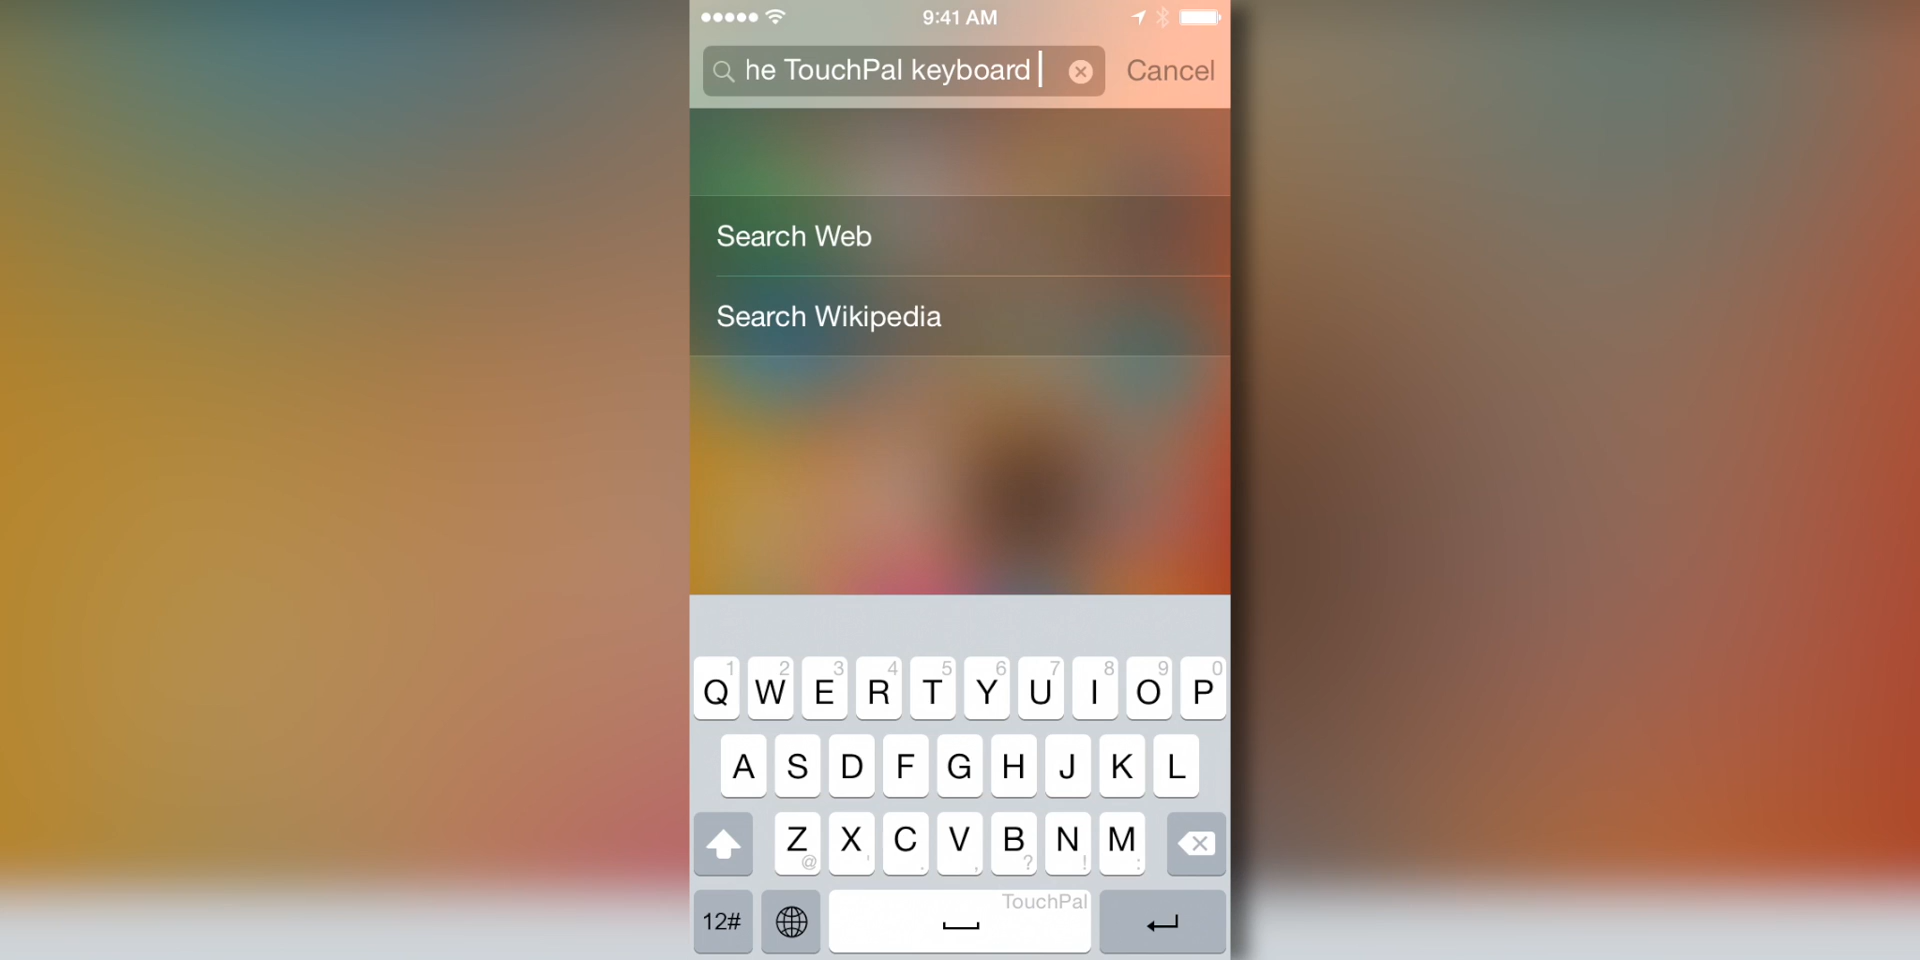 9:41 AM
he TouchPal keyboard
Cancel
Search Web
Search Wikipedia
1 2 3 4 5 6 7 8 9 0
Q W E R T Y U I O P
A S D F G H J K L
Z X C V B N M
@ ' . , ? ! :
12#
TouchPal